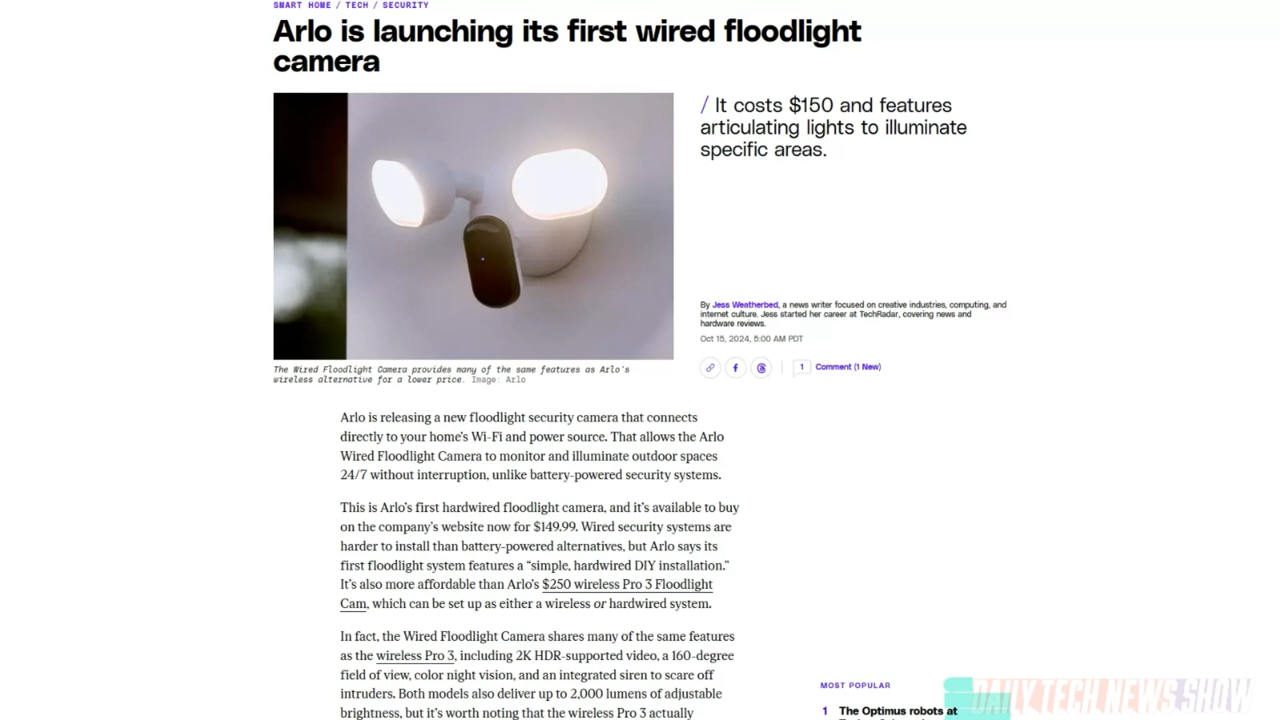 SMART HOME / TECH / SECURITY
Arlo is launching its first wired floodlight
camera
/ It costs $150 and features
articulating lights to illuminate
specific areas.
By Jess Weatherbed, a news writer focused on creative industries, computing, and
internet culture. Jess started her career at TechRadar, covering news and
hardware reviews.
Oct 15, 2024, 5:00 AM PDT
1 Comment (1 New)
The Wired Floodlight Camera provides many of the same features as Arlo's
wireless alternative for a lower price. Image: Arlo
Arlo is releasing a new floodlight security camera that connects
directly to your home’s Wi-Fi and power source. That allows the Arlo
Wired Floodlight Camera to monitor and illuminate outdoor spaces
24/7 without interruption, unlike battery-powered security systems.
This is Arlo’s first hardwired floodlight camera, and it’s available to buy
on the company’s website now for $149.99. Wired security systems are
harder to install than battery-powered alternatives, but Arlo says its
first floodlight system features a “simple, hardwired DIY installation.”
It’s also more affordable than Arlo’s $250 wireless Pro 3 Floodlight
Cam, which can be set up as either a wireless or hardwired system.
In fact, the Wired Floodlight Camera shares many of the same features
as the wireless Pro 3, including 2K HDR-supported video, a 160-degree
field of view, color night vision, and an integrated siren to scare off
intruders. Both models also deliver up to 2,000 lumens of adjustable
brightness, but it’s worth noting that the wireless Pro 3 actually
MOST POPULAR
1 The Optimus robots at
DAILY TECH NEWS SHOW